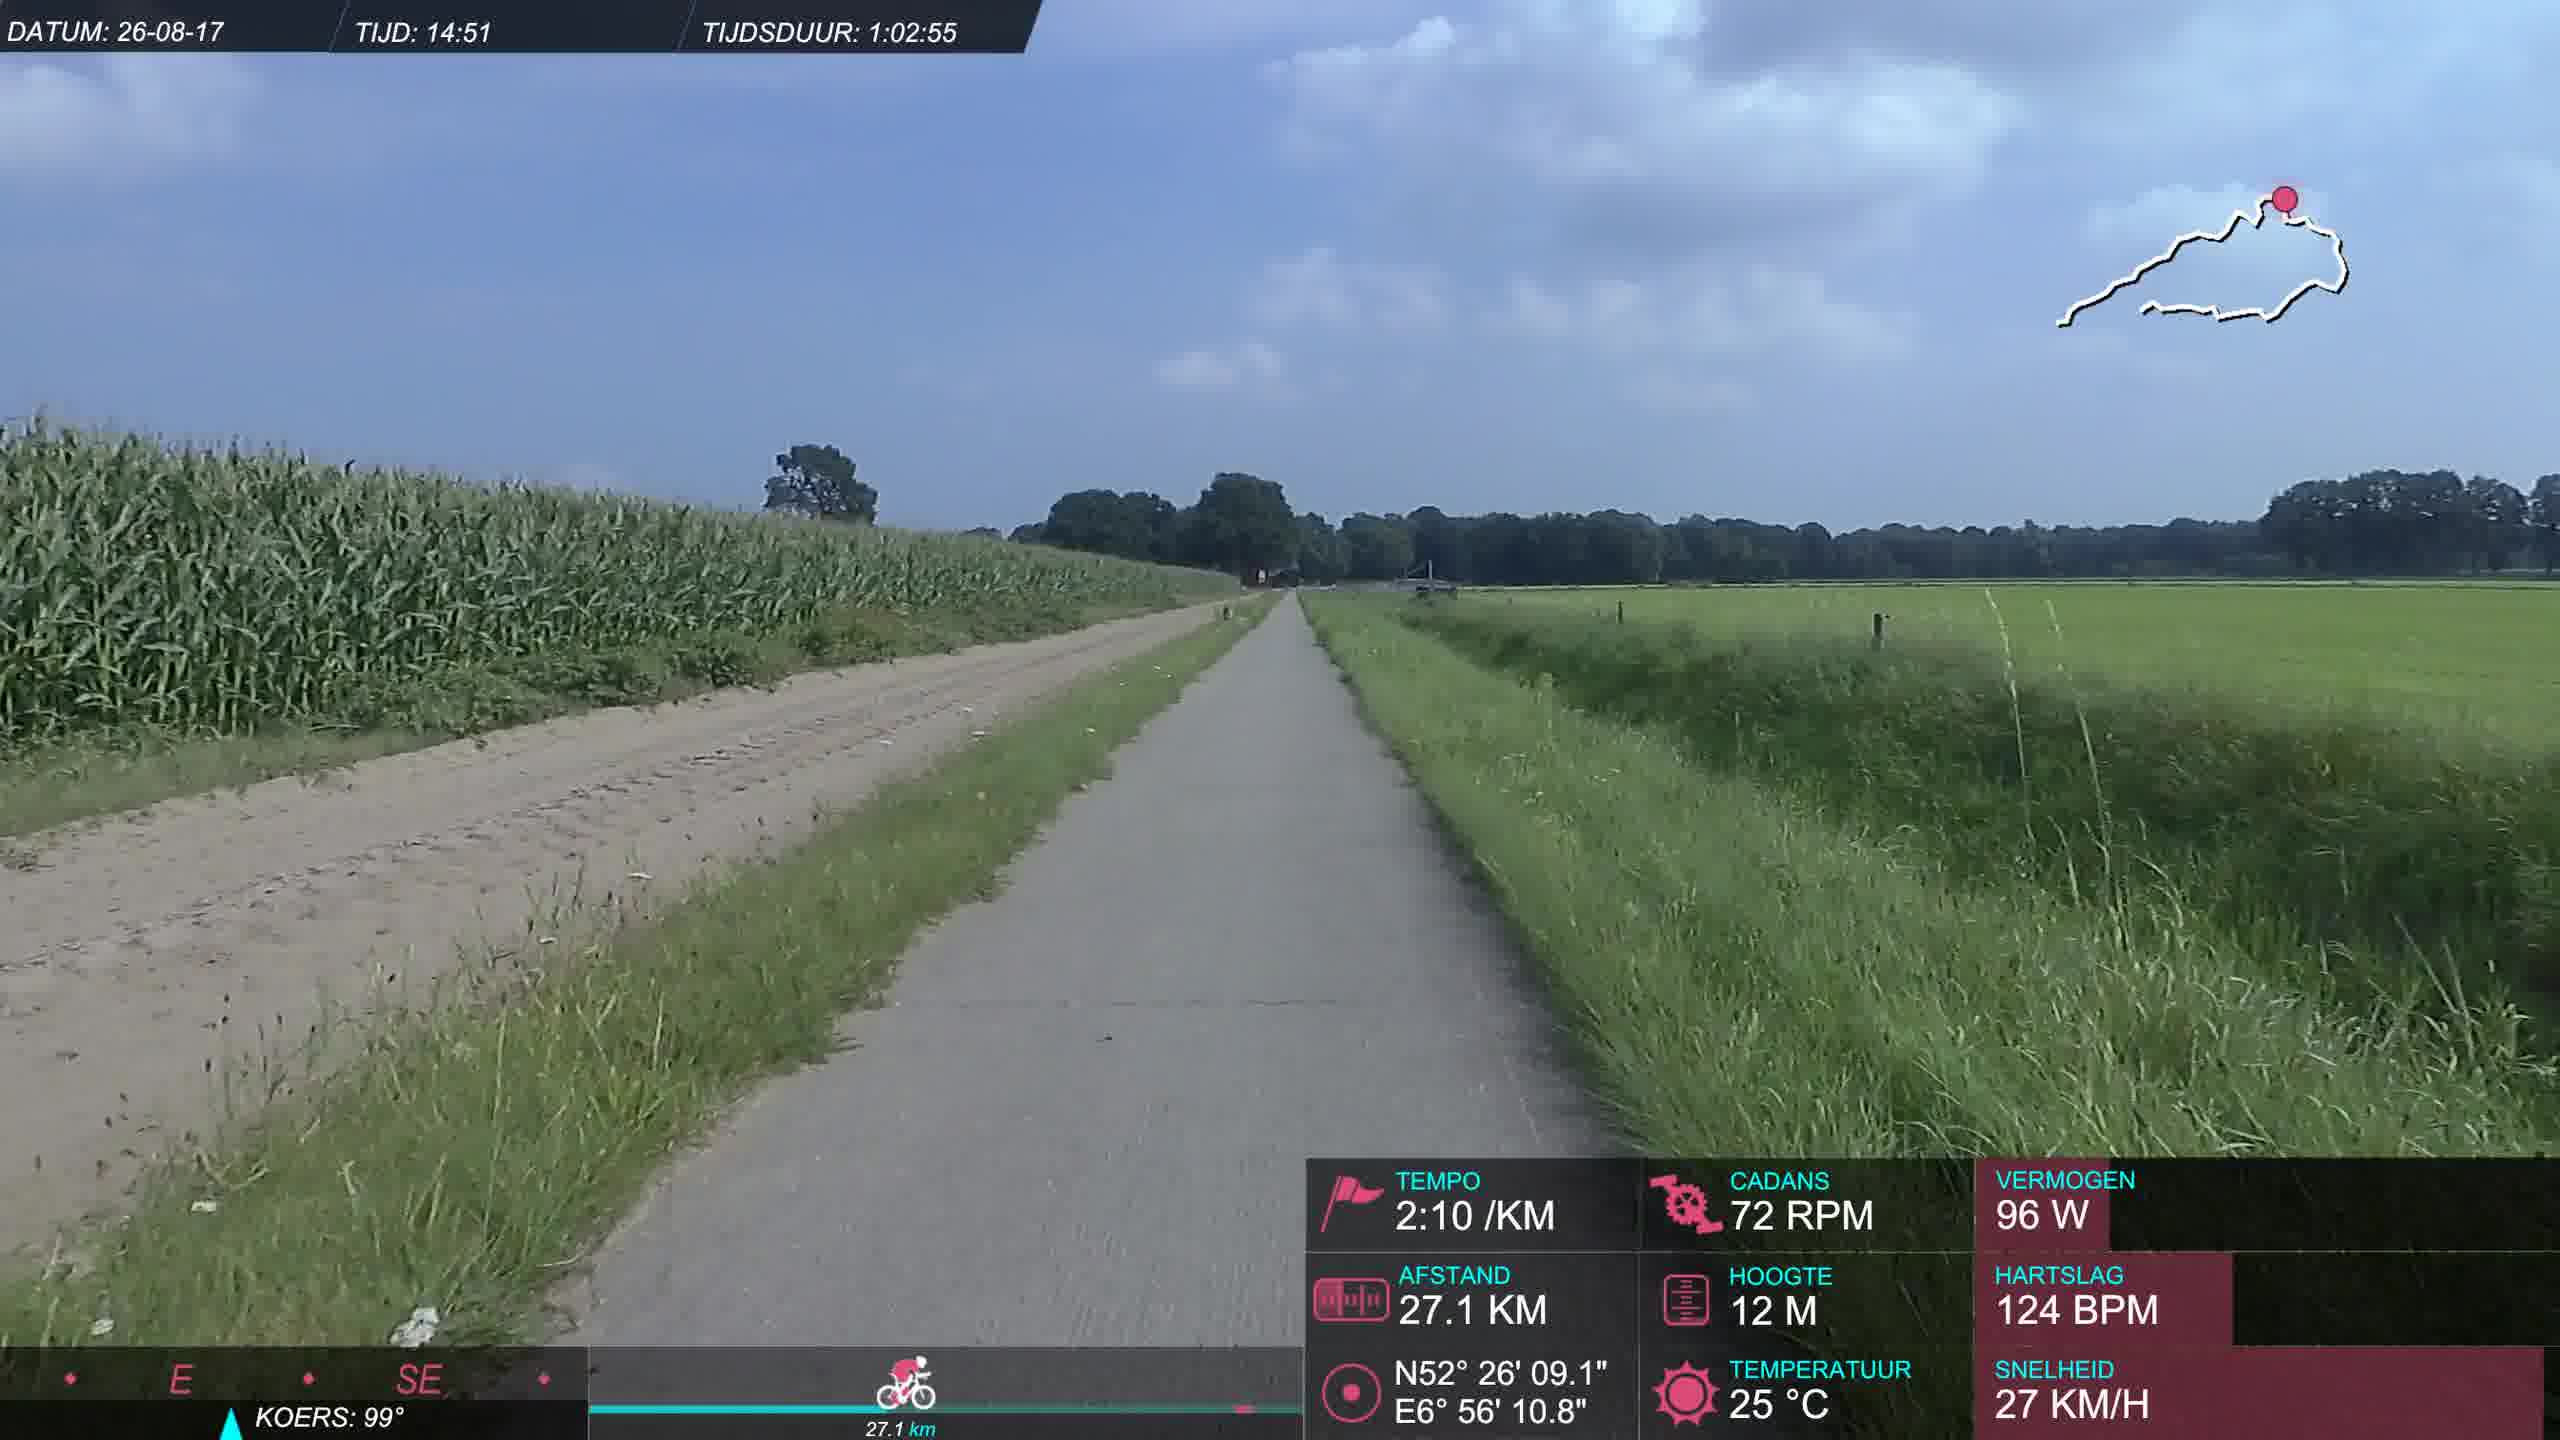 DATUM: 26-08-17
TIJD: 14:51
TIJDSDUUR: 1:02:55
TEMPO
2:10 /KM
CADANS
72 RPM
VERMOGEN
96 W
AFSTAND
27.1 KM
HOOGTE
12 M
HARTSLAG
124 BPM
N52° 26' 09.1"
E6° 56' 10.8"
TEMPERATUUR
25 °C
SNELHEID
27 KM/H
E
SE
KOERS: 99°
27.1 km